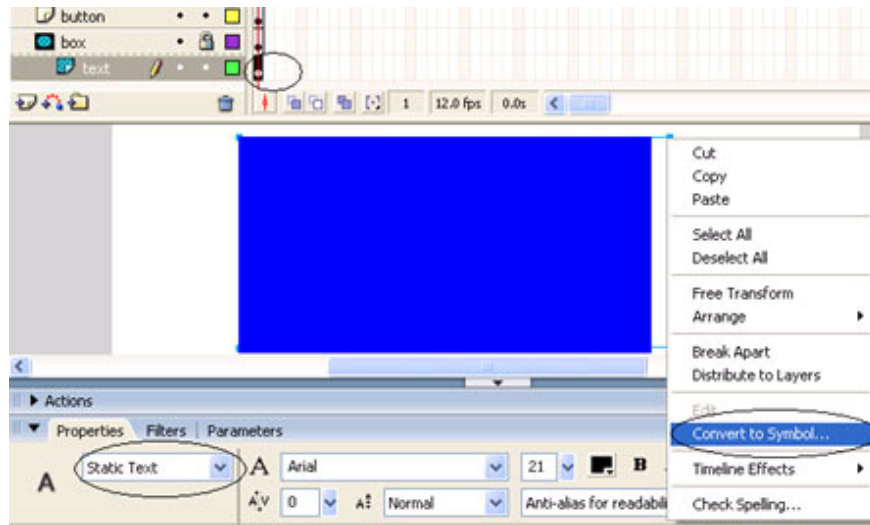 button
box
text
1 12.0 fps 0.0s
Cut
Copy
Paste
Select All
Deselect All
Free Transform
Arrange
Break Apart
Distribute to Layers
Edit
Convert to Symbol...
Timeline Effects
Check Spelling...
Actions
Properties Filters Parameters
A Static Text A Arial 21 B
A V 0 A Normal Anti-alias for readabili